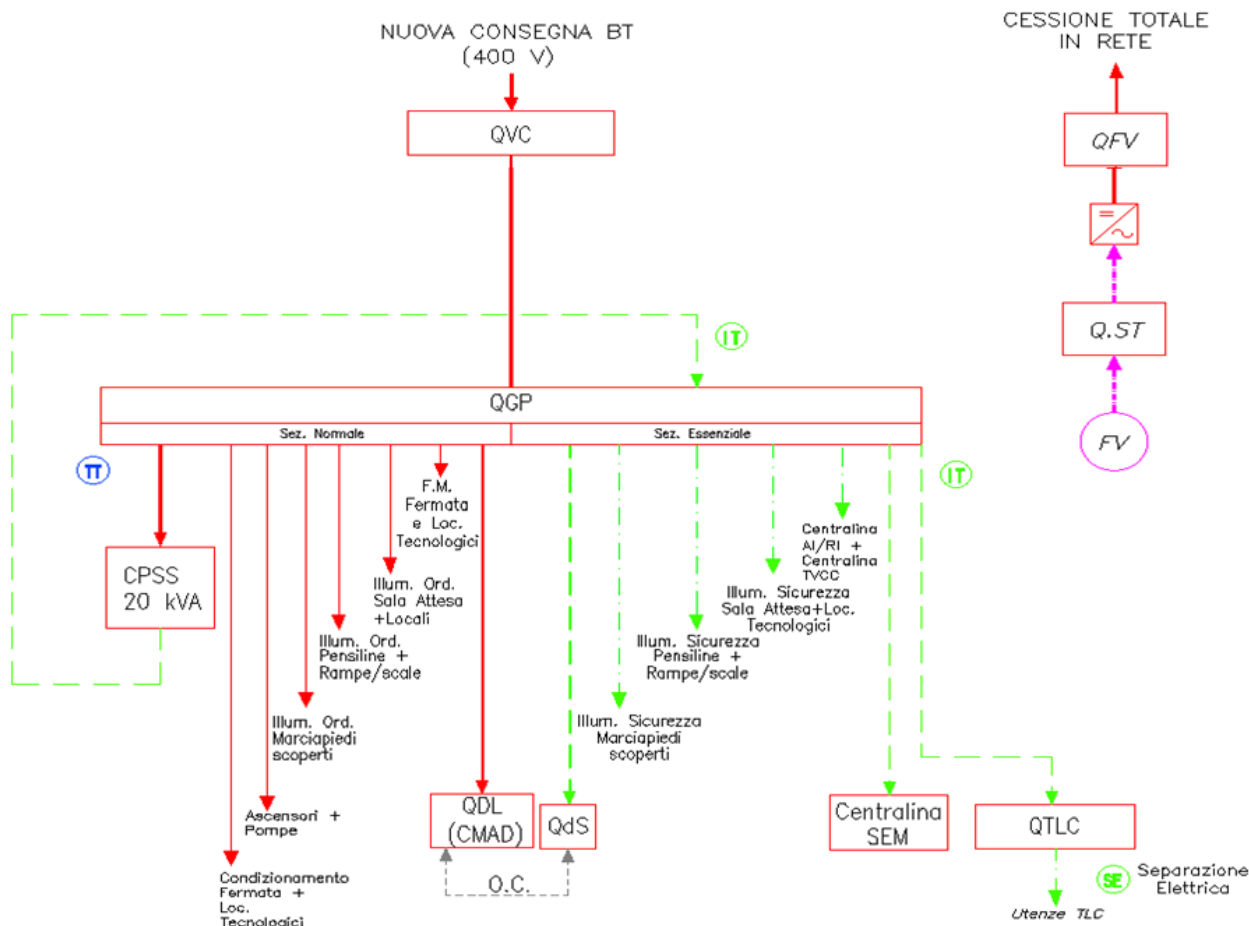 NUOVA CONSEGNA BT
(400 V)
QVC
CESSIONE TOTALE
IN RETE
QFV
Q.ST
FV
IT
QGP
Sez. Normale
Sez. Essenziale
TT
IT
CPSS
20 kVA
F.M.
Fermata
e Loc.
Tecnologici
Illum. Ord.
Sala Attesa
+Locali
Illum. Ord.
Pensiline +
Rampe/scale
Illum. Ord.
Marciapiedi
scoperti
Ascensori +
Pompe
Condizionamento
Fermata +
Loc.
Tecnologici
QDL
(CMAD)
QdS
O.C.
Centralina
AI/RI +
Centralina
TVCC
Illum. Sicurezza
Sala Attesa+Loc.
Tecnologici
Illum. Sicurezza
Pensiline +
Rampe/scale
Illum. Sicurezza
Marciapiedi
scoperti
Centralina
SEM
QTLC
SE
Separazione
Elettrica
Utenze TLC